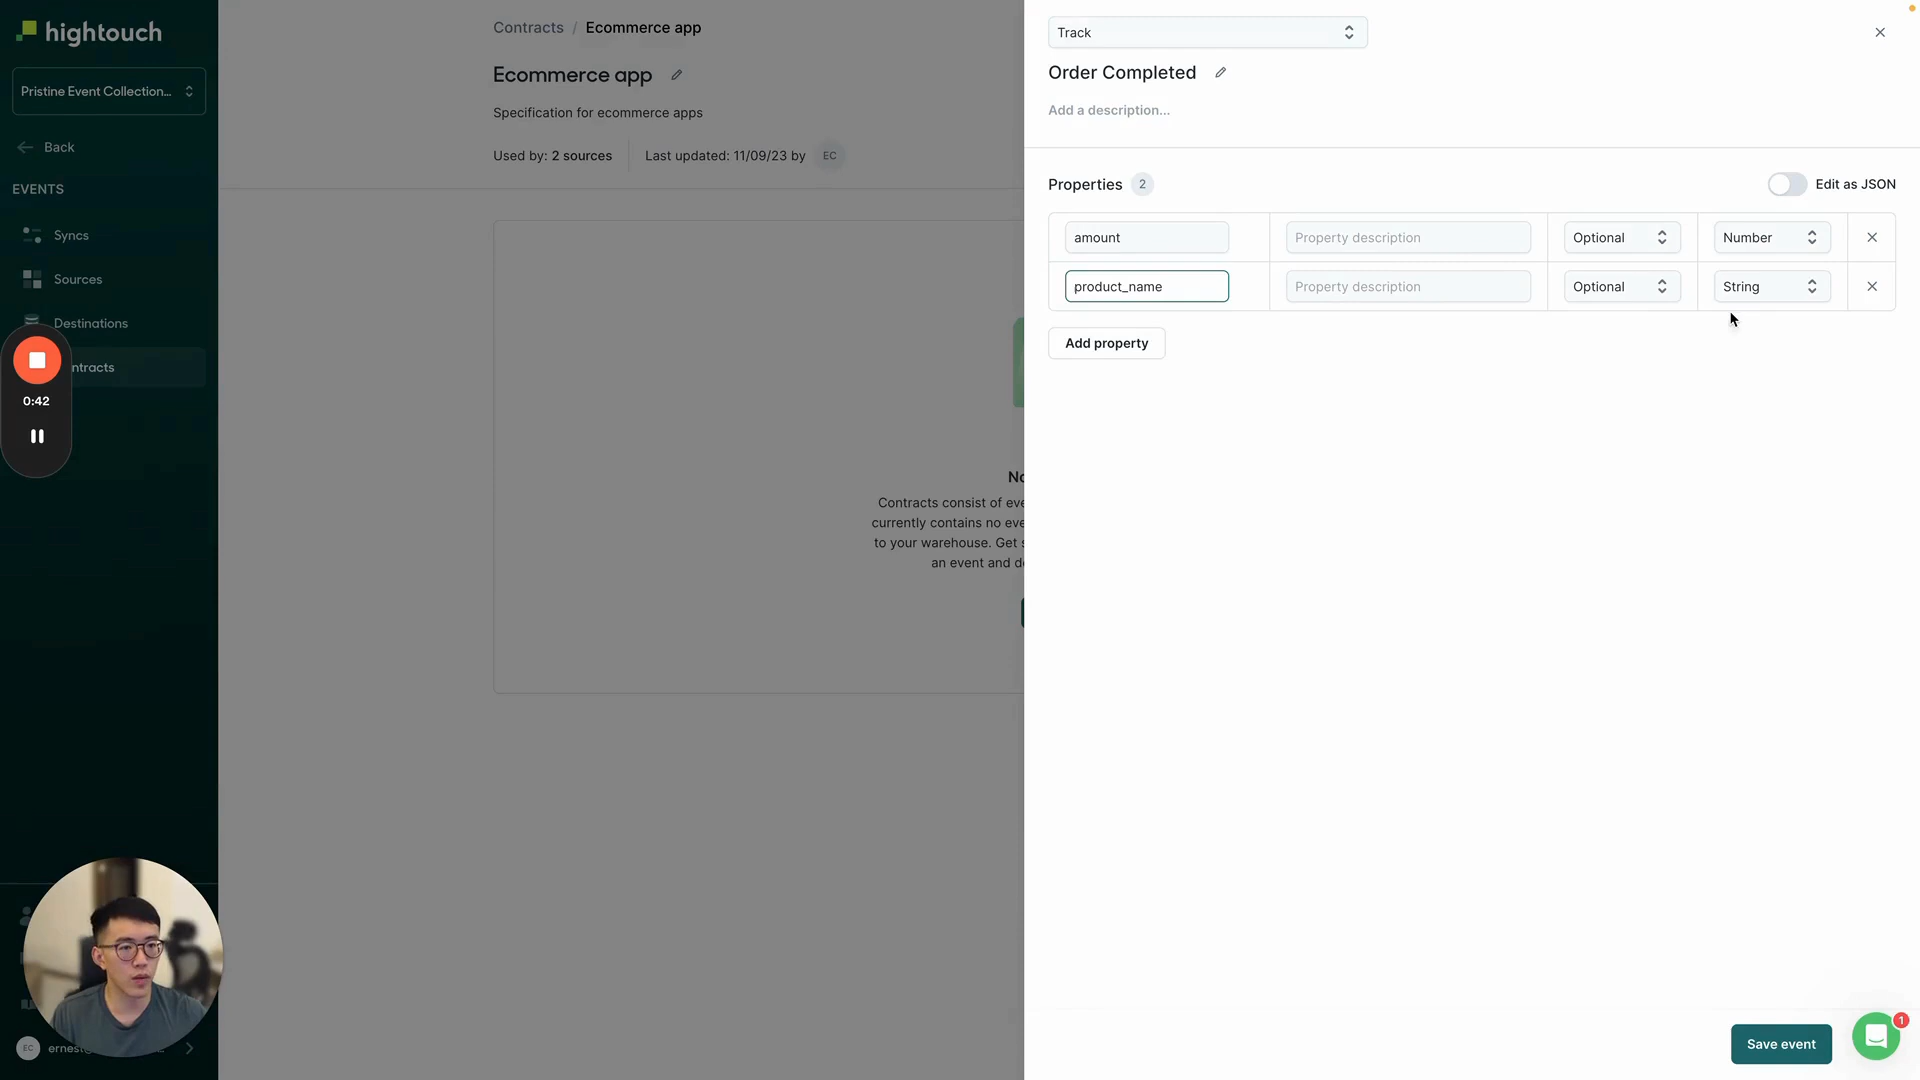 hightouch
Pristine Event Collection...
Back
EVENTS
Syncs
Sources
Destinations
ntracts
0:42
EC
Contracts / Ecommerce app
Ecommerce app
Specification for ecommerce apps
Used by: 2 sources
Last updated: 11/09/23 by EC
Contracts consist of eve
currently contains no eve
to your warehouse. Get s
an event and d
Track
Order Completed
Add a description...
Properties 2
Edit as JSON
amount
Property description
Optional
Number
product_name
Property description
Optional
String
Add property
Save event
1